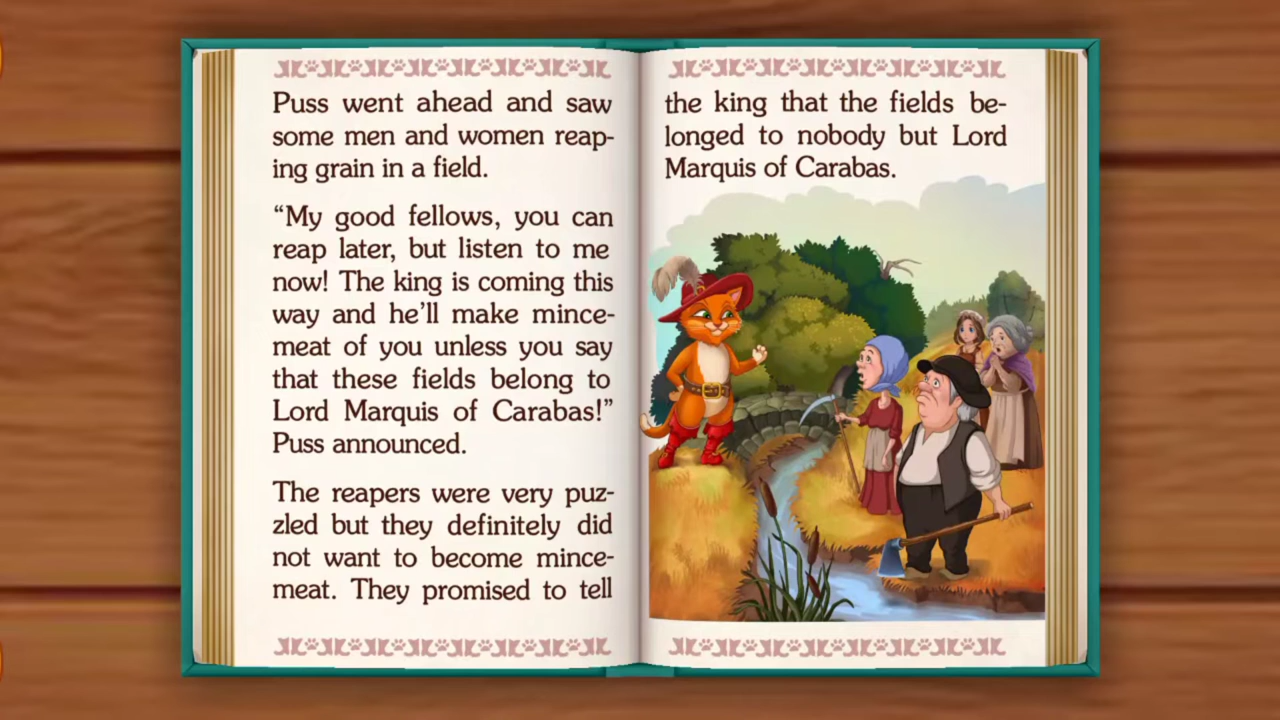 Puss went ahead and saw
some men and women reap-
ing grain in a field.
“My good fellows, you can
reap later, but listen to me
now! The king is coming this
way and he’ll make mince-
meat of you unless you say
that these fields belong to
Lord Marquis of Carabas!”
Puss announced.
The reapers were very puz-
zled but they definitely did
not want to become mince-
meat. They promised to tell
the king that the fields be-
longed to nobody but Lord
Marquis of Carabas.